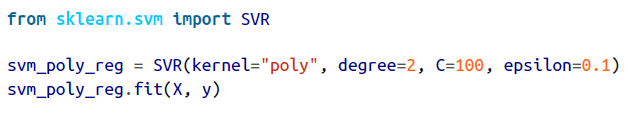 from sklearn.svm import SVR

svm_poly_reg = SVR(kernel="poly", degree=2, C=100, epsilon=0.1)
svm_poly_reg.fit(X, y)